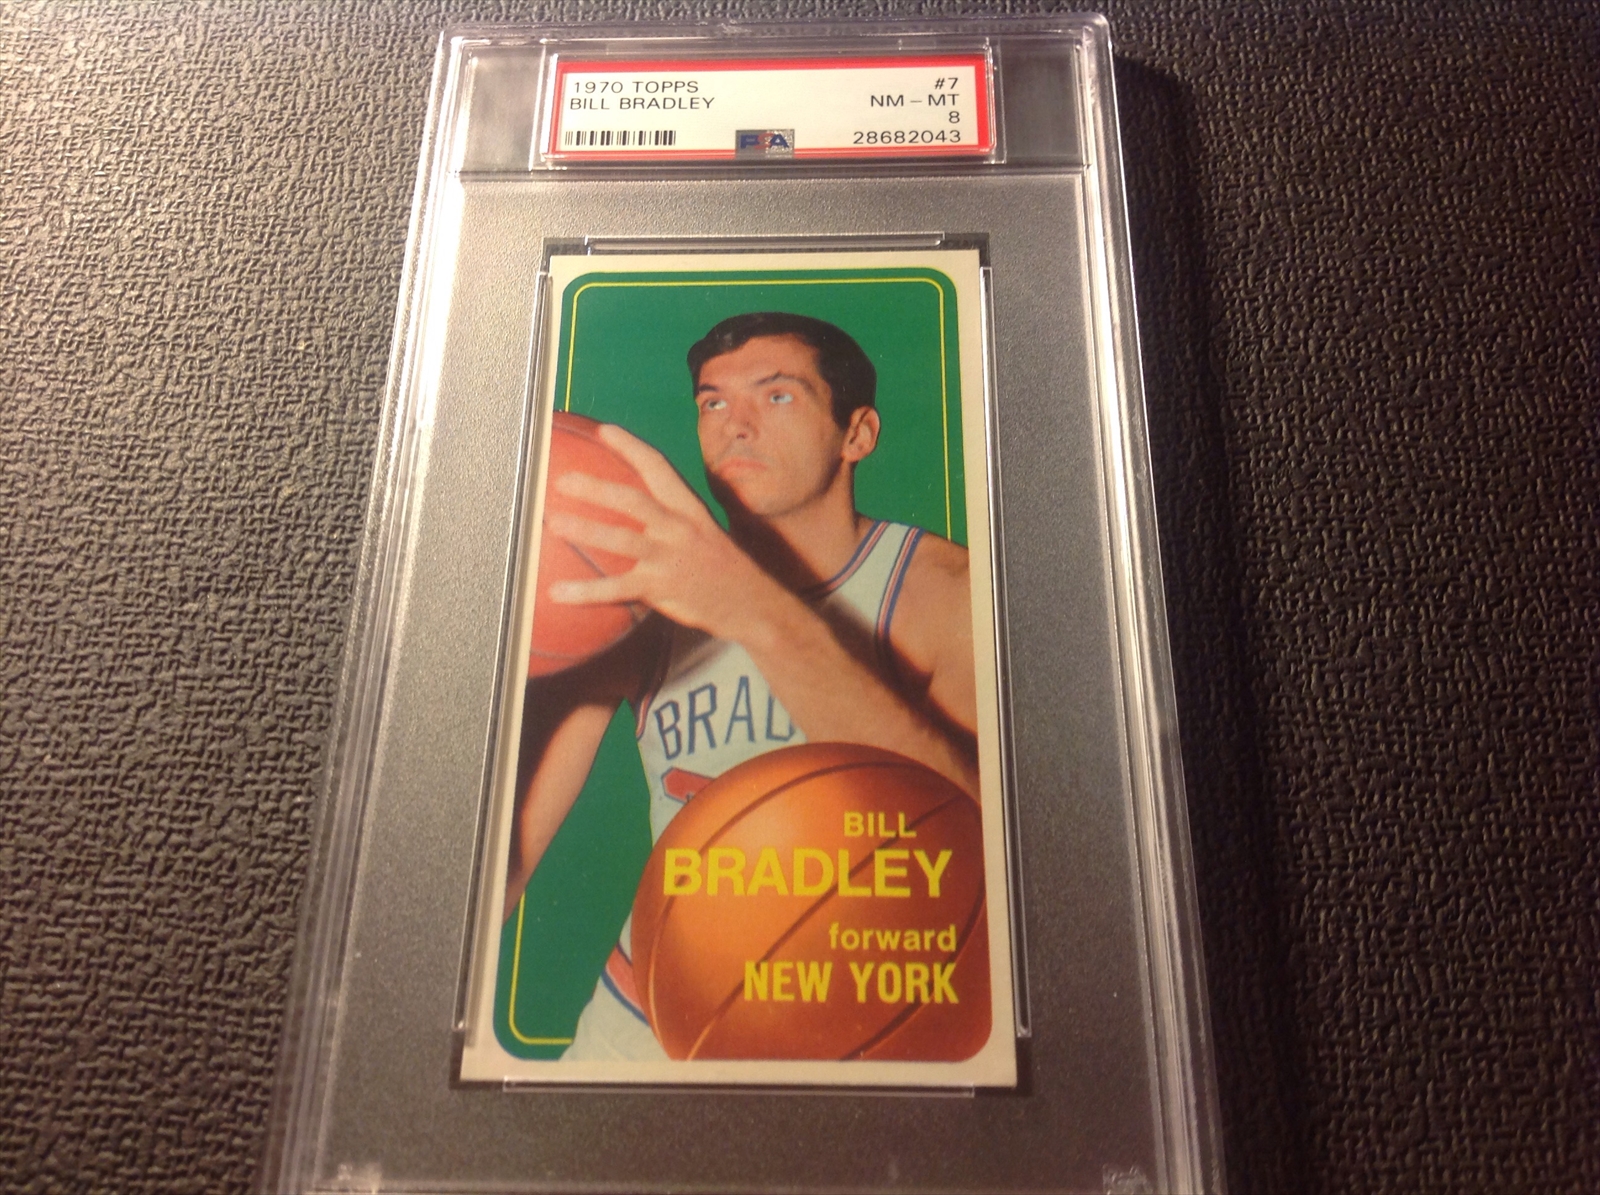 1970 TOPPS #7
BILL BRADLEY NM - MT
8
PSA 28682043
BRAD
BILL
BRADLEY
forward
NEW YORK